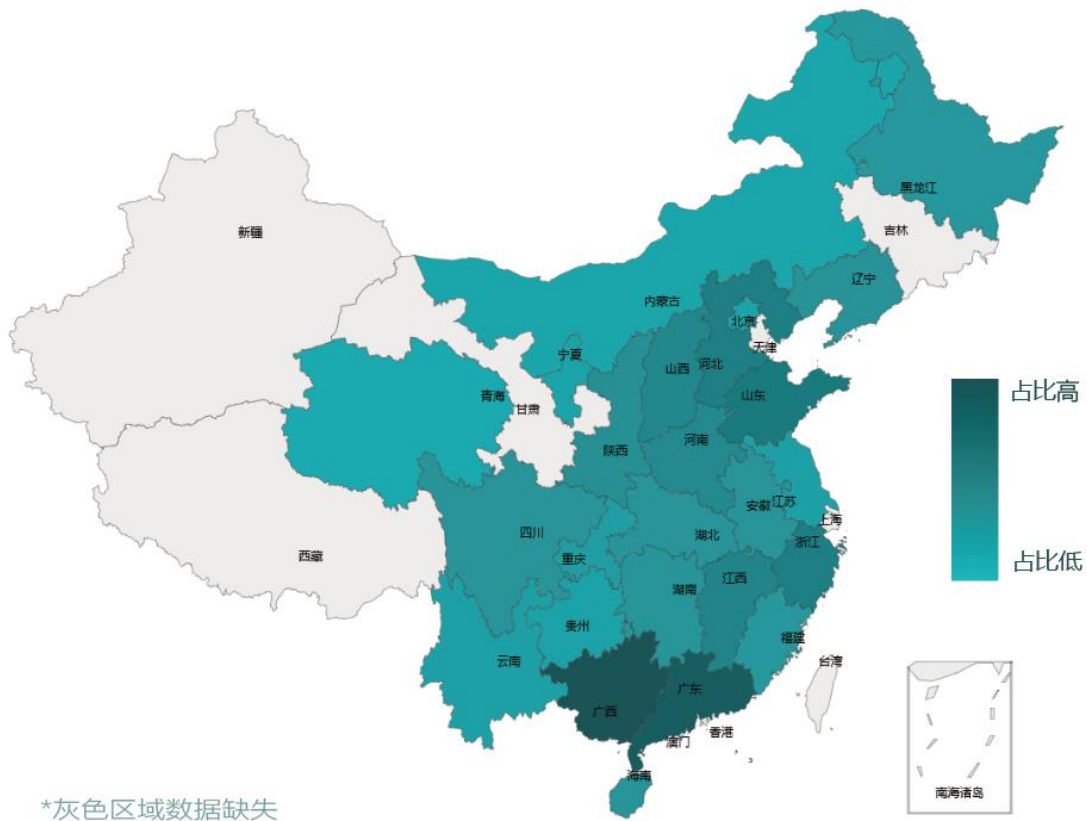 黑龙江
吉林
新疆
辽宁
内蒙古
北京
天津
宁夏
山西
河北
青海
山东
甘肃
占比高
河南
陕西
安徽
江苏
上海
四川
湖北
浙江
重庆
西藏
占比低
江西
湖南
贵州
福建
云南
台湾
广东
广西
香港
澳门
海南
南海诸岛
*灰色区域数据缺失